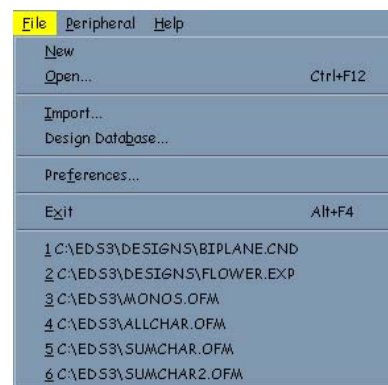 File Peripheral Help
New
Open... Ctrl+F12
Import...
Design Database...
Preferences...
Exit Alt+F4
1 C:\EDS3\DESIGNS\BIPLANE.CND
2 C:\EDS3\DESIGNS\FLOWER.EXP
3 C:\EDS3\MONOS.OFM
4 C:\EDS3\ALLCHAR.OFM
5 C:\EDS3\SUMCHAR.OFM
6 C:\EDS3\SUMCHAR2.OFM